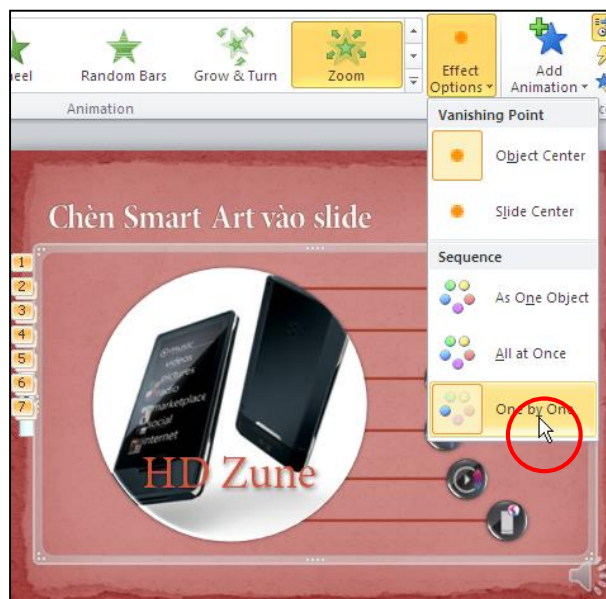 Random Bars
Grow & Turn
Zoom
Effect
Options
Add
Animation
Animation
Vanishing Point
Object Center
Slide Center
Sequence
As One Object
All at Once
One by One
Chèn Smart Art vào slide
1
2
3
4
5
6
7
music
videos
pictures
radio
marketplace
social
internet
HD Zune